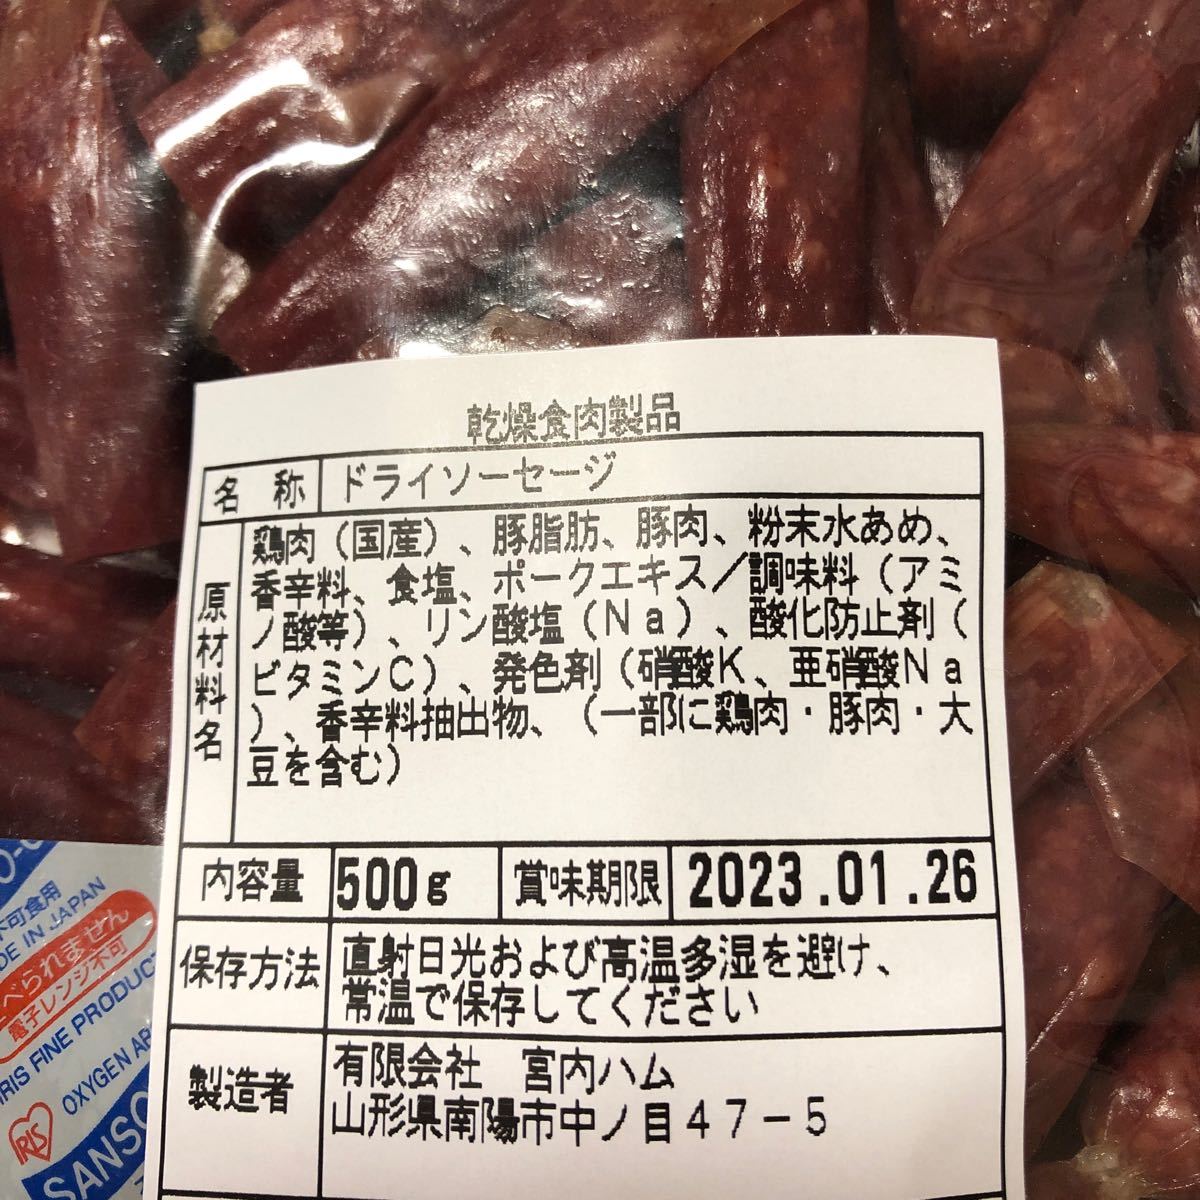 乾燥食肉製品
名 称 ドライソーセージ
原材料名
鶏肉（国産）、豚脂肪、豚肉、粉末水あめ、
香辛料、食塩、ポークエキス／調味料（アミ
ノ酸等）、リン酸塩（Na）、酸化防止剤（
ビタミンC）、発色剤（硝酸K、亜硝酸Na
）、香辛料抽出物、（一部に鶏肉・豚肉・大
豆を含む）
内容量 500g 賞味期限 2023.01.26
保存方法 直射日光および高温多湿を避け、
常温で保存してください
製造者 有限会社 宮内ハム
山形県南陽市中ノ目47-5
不可食用
DE IN JAPAN
べられません
電子レンジ不可
IRIS FINE PRODUC
OXYGEN AB
IRIS
SANSO